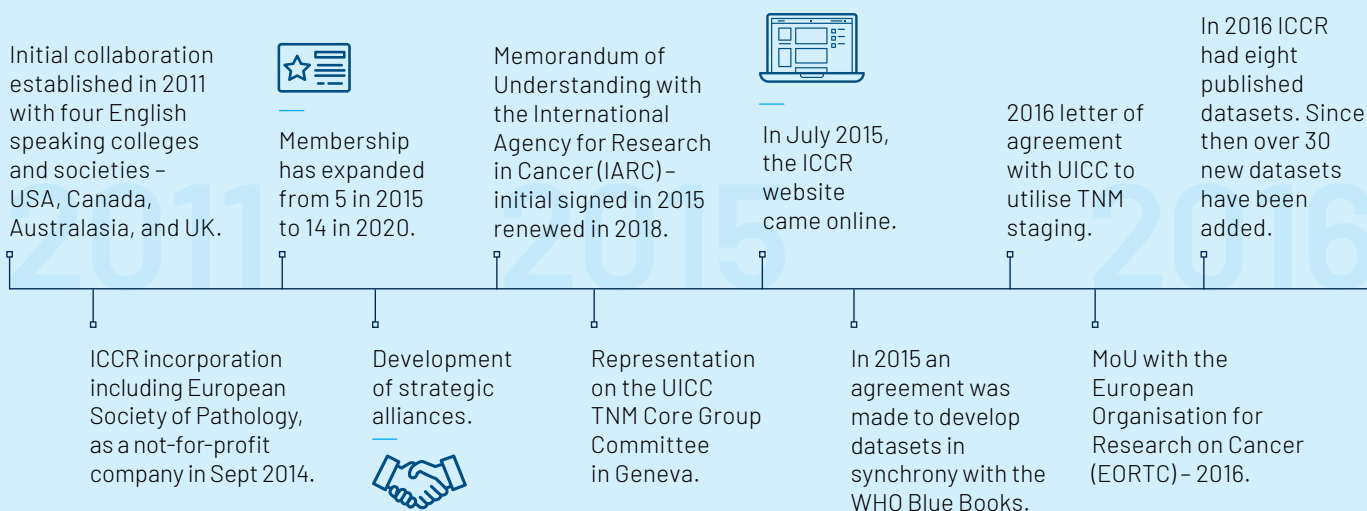 Initial collaboration
established in 2011
with four English
speaking colleges
and societies –
USA, Canada,
Australasia, and UK.
Membership
has expanded
from 5 in 2015
to 14 in 2020.
Memorandum of
Understanding with
the International
Agency for Research
in Cancer (IARC) –
initial signed in 2015
renewed in 2018.
In July 2015,
the ICCR
website
came online.
2016 letter of
agreement
with UICC to
utilise TNM
staging.
In 2016 ICCR
had eight
published
datasets. Since
then over 30
new datasets
have been
added.
2011
2015
2016
ICCR incorporation
including European
Society of Pathology,
as a not-for-profit
company in Sept 2014.
Development
of strategic
alliances.
Representation
on the UICC
TNM Core Group
Committee
in Geneva.
In 2015 an
agreement was
made to develop
datasets in
synchrony with the
WHO Blue Books.
MoU with the
European
Organisation for
Research on Cancer
(EORTC) – 2016.